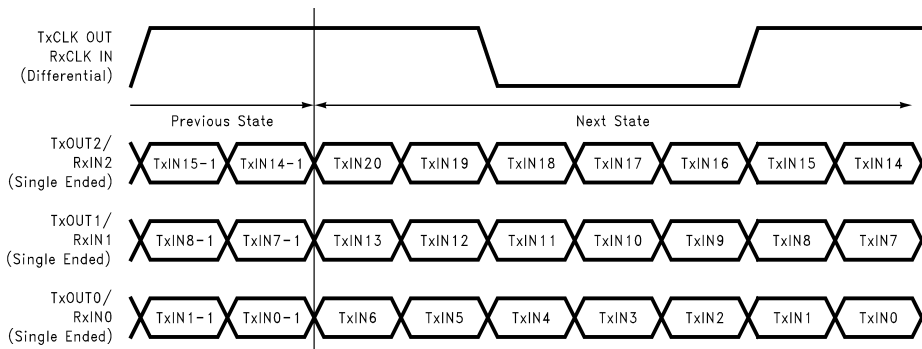 TxCLK OUT
RxCLK IN
(Differential)
Previous State
Next State
TxOUT2/
RxIN2
(Single Ended)
TxIN15-1 TxIN14-1 TxIN20 TxIN19 TxIN18 TxIN17 TxIN16 TxIN15 TxIN14
TxOUT1/
RxIN1
(Single Ended)
TxIN8-1 TxIN7-1 TxIN13 TxIN12 TxIN11 TxIN10 TxIN9 TxIN8 TxIN7
TxOUT0/
RxIN0
(Single Ended)
TxIN1-1 TxIN0-1 TxIN6 TxIN5 TxIN4 TxIN3 TxIN2 TxIN1 TxIN0